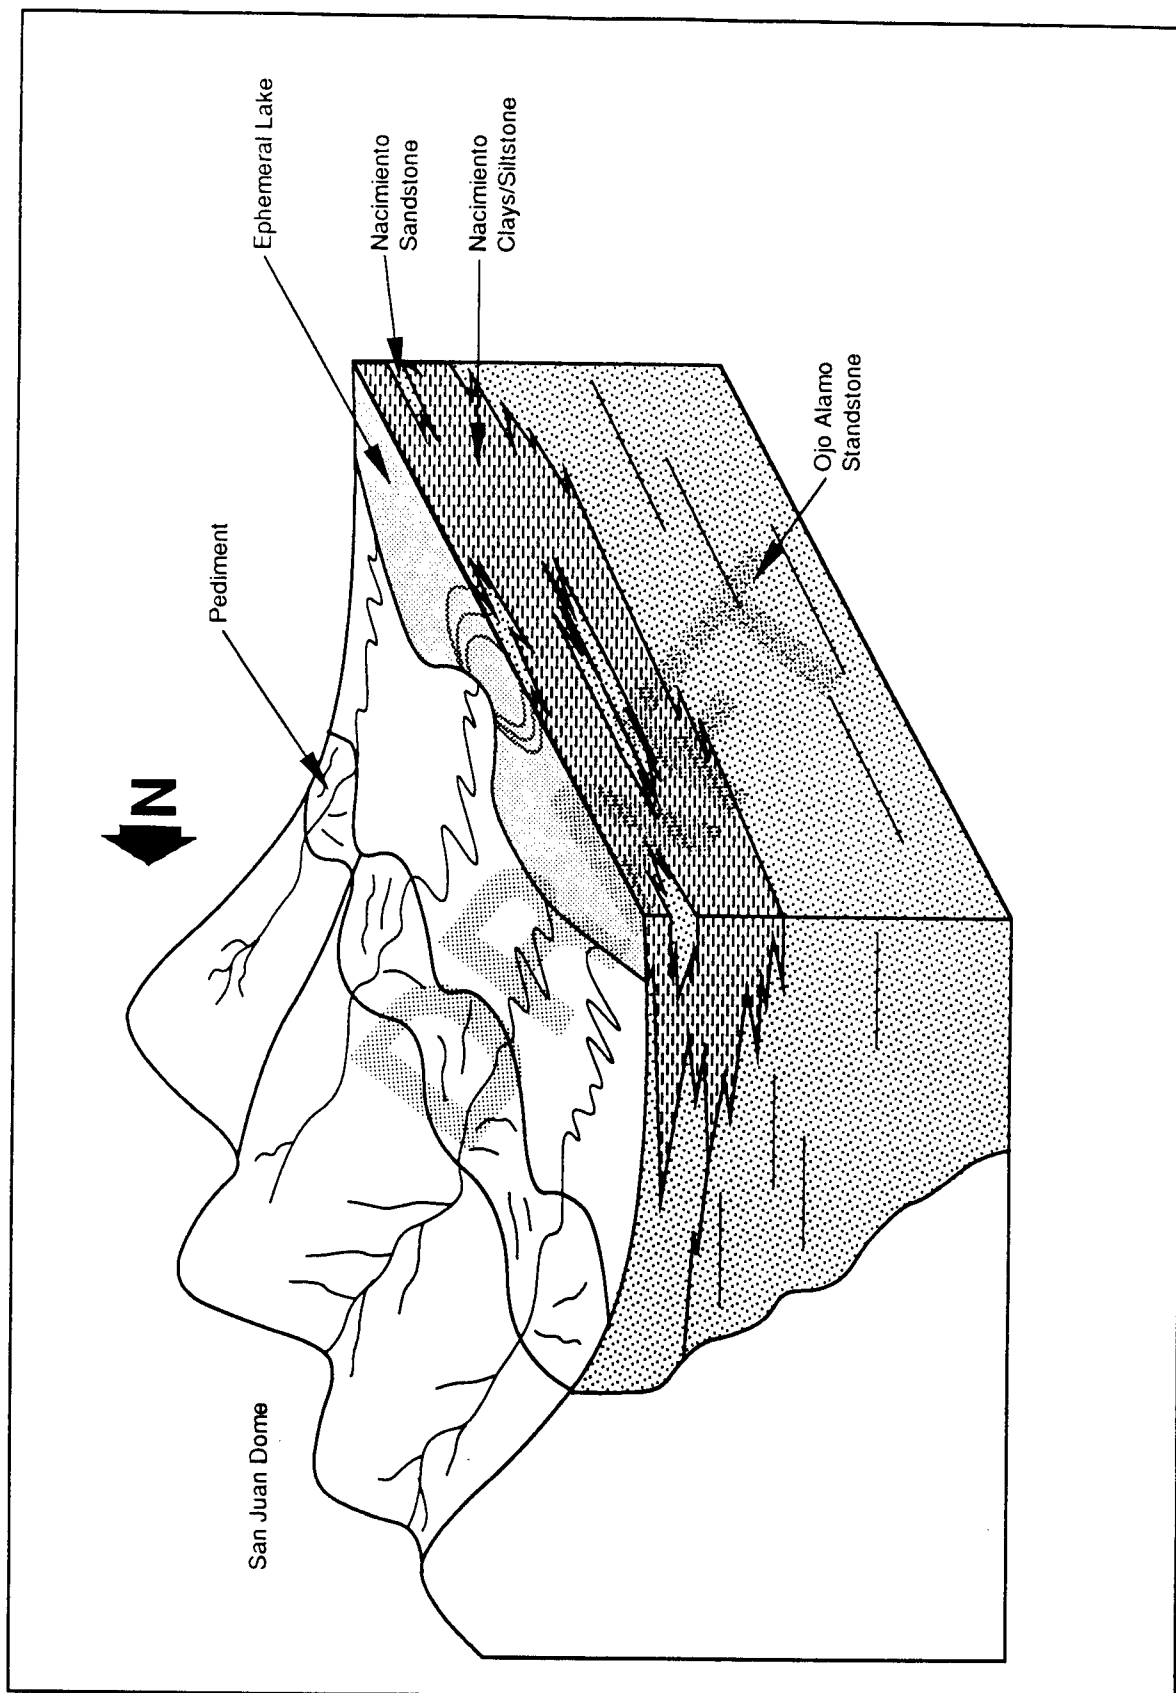 San Juan Dome
N
Pediment
Ephemeral Lake
Nacimiento
Sandstone
Nacimiento
Clays/Siltstone
Ojo Alamo
Standstone